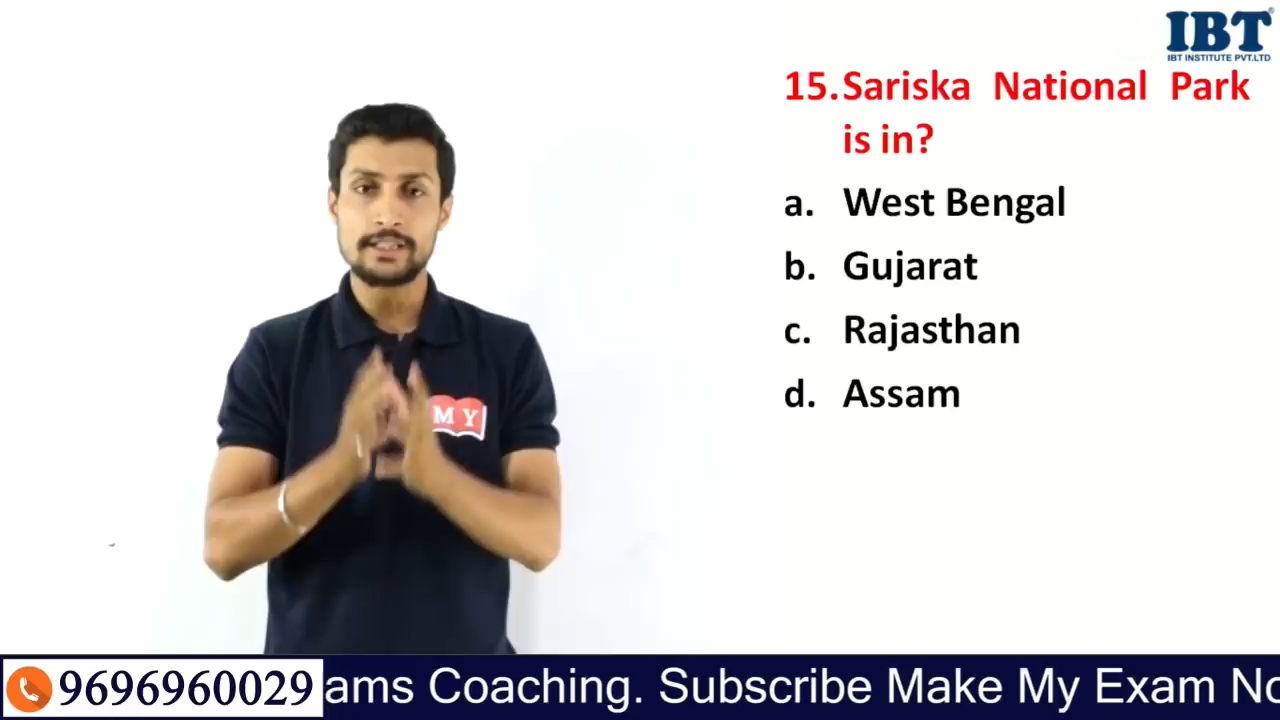 IBT
IBT INSTITUTE PVT.LTD
15. Sariska National Park
is in?
a. West Bengal
b. Gujarat
c. Rajasthan
d. Assam
MY
9696960029 ams Coaching. Subscribe Make My Exam No